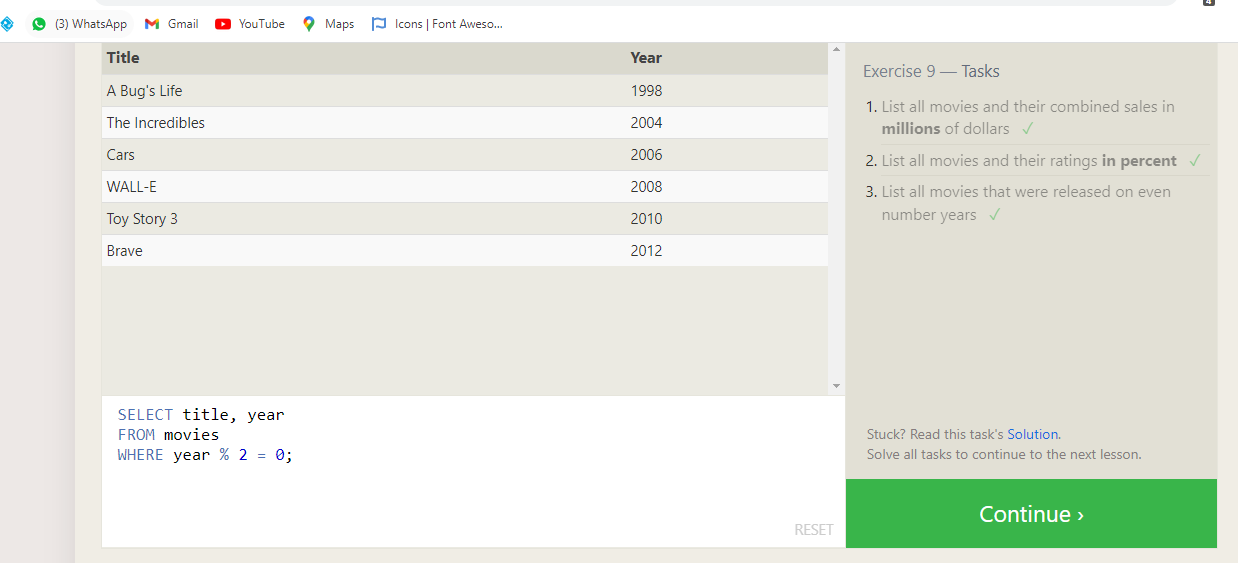 4
(3) WhatsApp Gmail YouTube Maps Icons | Font Aweso...
Title Year
A Bug's Life 1998
The Incredibles 2004
Cars 2006
WALL-E 2008
Toy Story 3 2010
Brave 2012
SELECT title, year
FROM movies
WHERE year % 2 = 0;
RESET
Exercise 9 — Tasks
1. List all movies and their combined sales in
millions of dollars ✓
2. List all movies and their ratings in percent ✓
3. List all movies that were released on even
number years ✓
Stuck? Read this task's Solution.
Solve all tasks to continue to the next lesson.
Continue ›